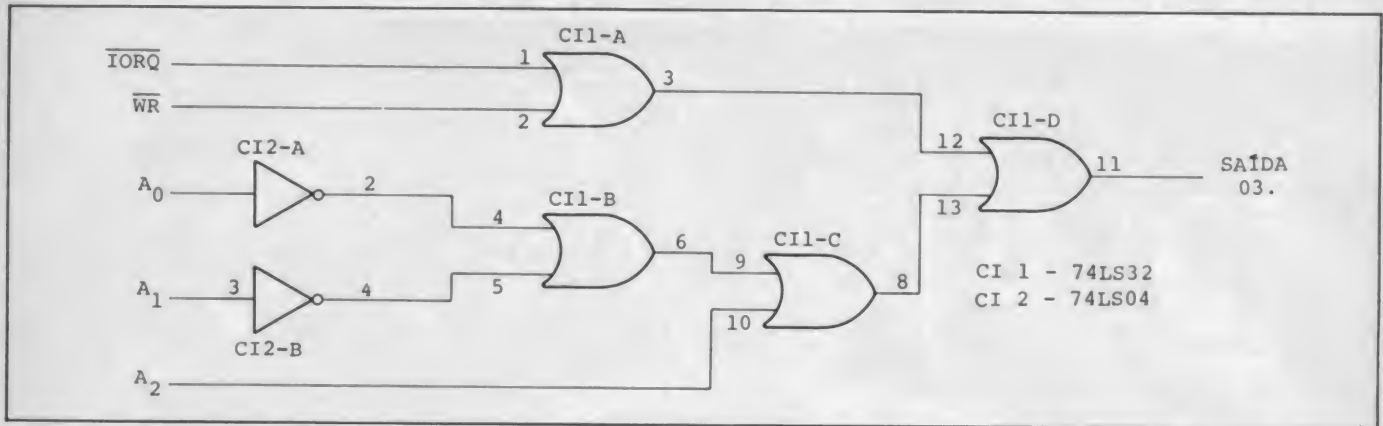 CI1-A
IORQ
1
3
WR
2
CI1-D
CI2-A
12
11
SAÍDA
03.
A0
2
CI1-B
4
13
6
CI1-C
9
8
CI 1 - 74LS32
CI 2 - 74LS04
A1
3
4
5
10
CI2-B
A2